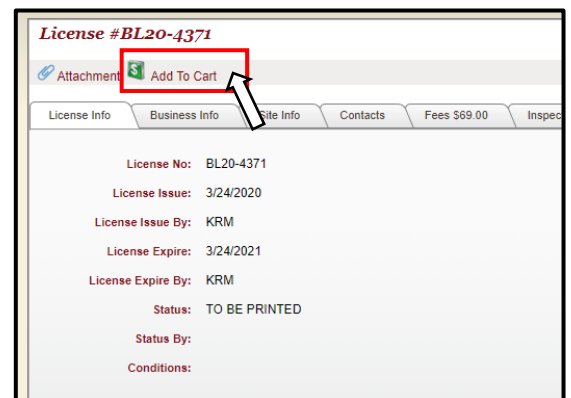 License #BL20-4371
Attachment Add To Cart
License Info Business Info Site Info Contacts Fees $69.00 Inspec
License No: BL20-4371
License Issue: 3/24/2020
License Issue By: KRM
License Expire: 3/24/2021
License Expire By: KRM
Status: TO BE PRINTED
Status By:
Conditions: